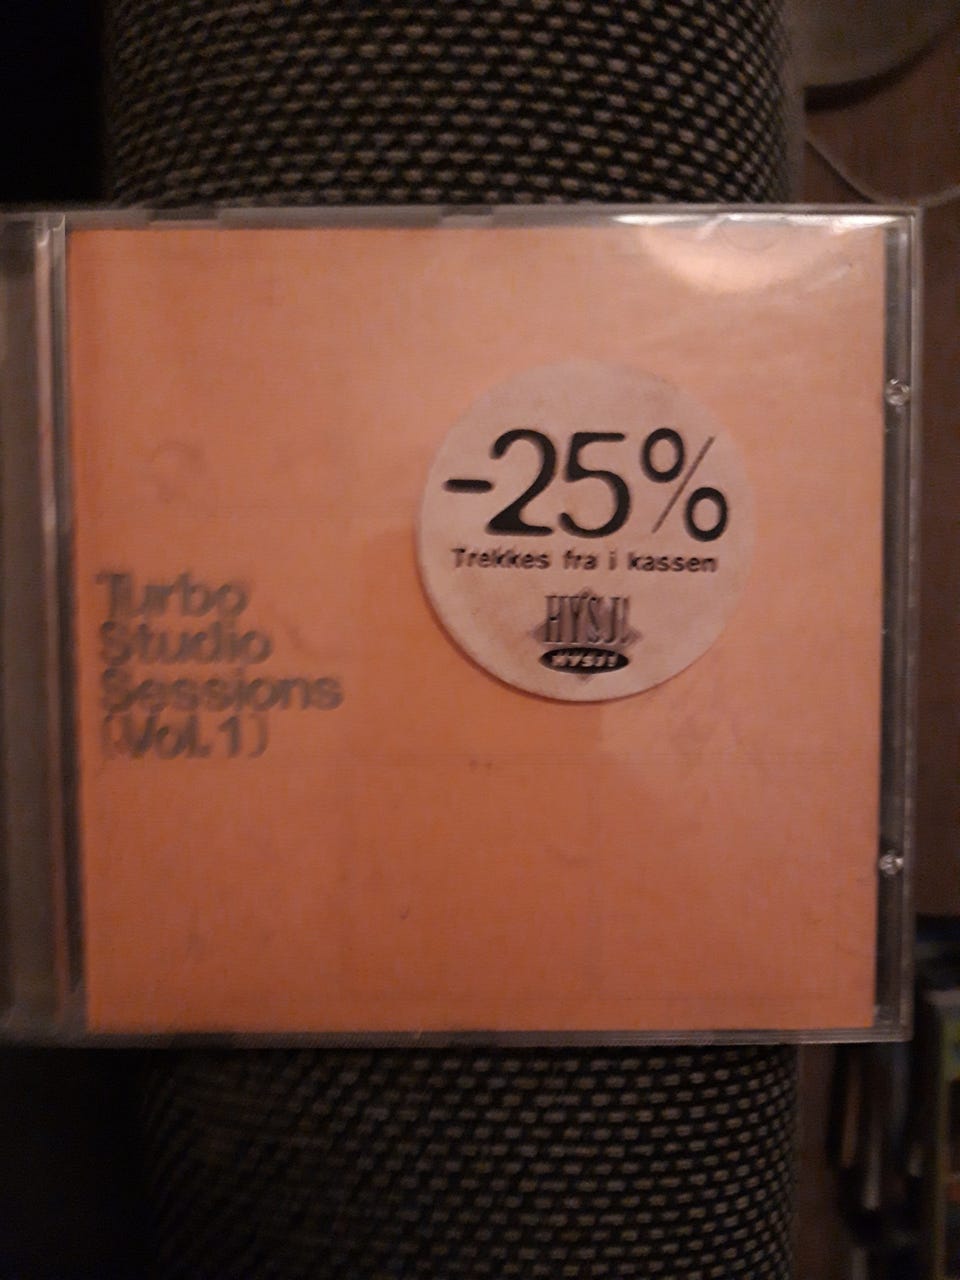 Turbo
Studio
Sessions
(Vol.1)
-25%
Trekkes fra i kassen
HYSJ!
HYSJ!